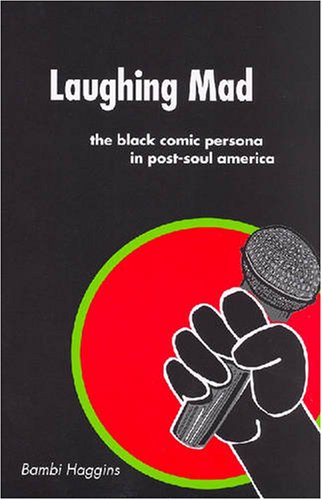 Laughing Mad
the black comic persona
in post-soul america
Bambi Haggins